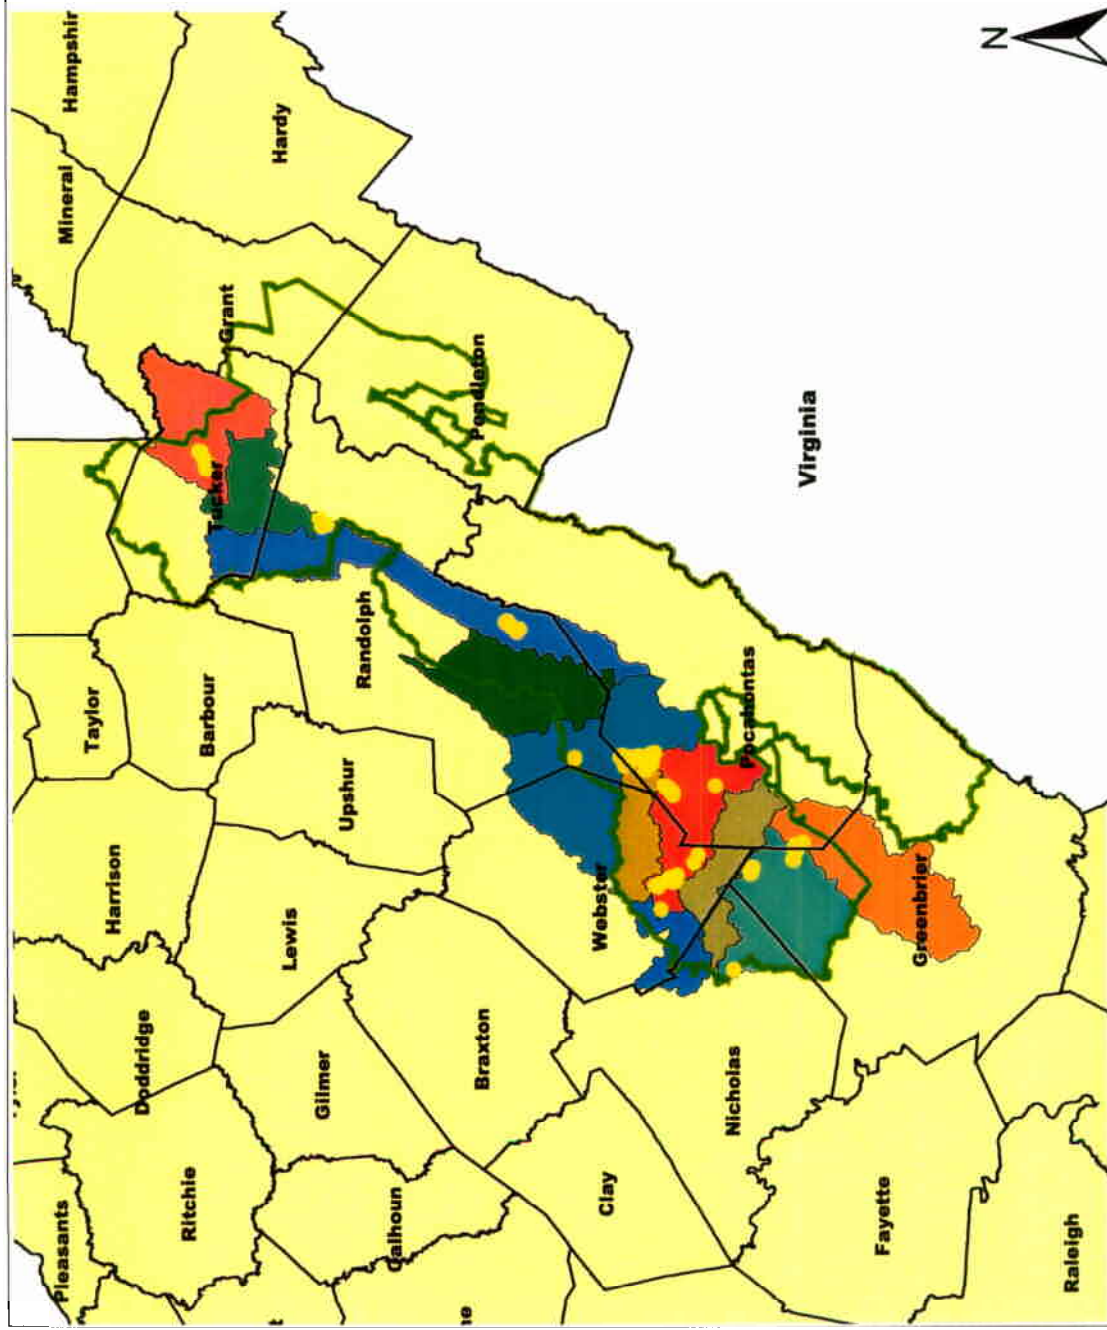 Hampshir
Mineral
Hardy
Grant
Pendleton
Tucker
Virginia
Randolph
Taylor
Barbour
Upshur
Pocahontas
Harrison
Lewis
Webster
Greenbrier
Doddridge
Gilmer
Braxton
Nicholas
Ritchie
Pleasants
Calhoun
Clay
Fayette
Raleigh
N